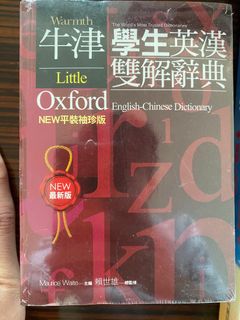 Warmth
The World's Most Trusted Dictionaries
牛津 學生英漢
Little 雙解辭典
Oxford English-Chinese Dictionary
NEW平裝袖珍版
NEW
最新版
Maurice Waite 主編 賴世雄 總監修